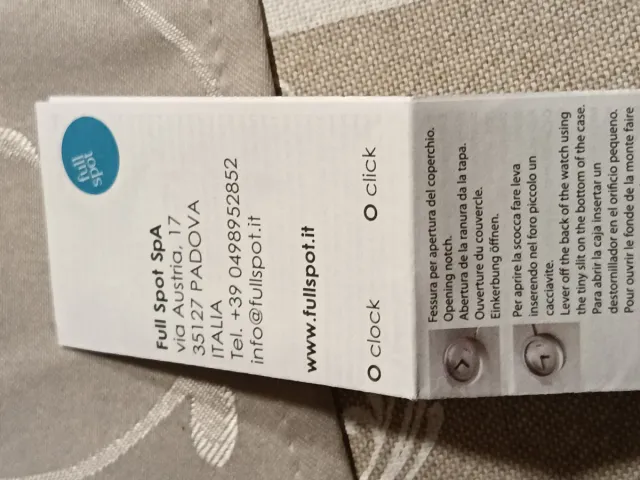 full
spot
Full Spot SpA
via Austria, 17
35127 PADOVA
ITALIA
Tel. +39 0498952852
info@fullspot.it
www.fullspot.it
O clock
O click
Fessura per apertura del coperchio.
Opening notch.
Abertura de la ranura da la tapa.
Ouverture du couvercle.
Einkerbung öffnen.
Per aprire la scocca fare leva
inserendo nel foro piccolo un
cacciavite.
Lever off the back of the watch using
the tiny slit on the bottom of the case.
Para abrir la caja insertar un
destornillador en el orificio pequeno.
Pour ouvrir le fonde de la monte faire